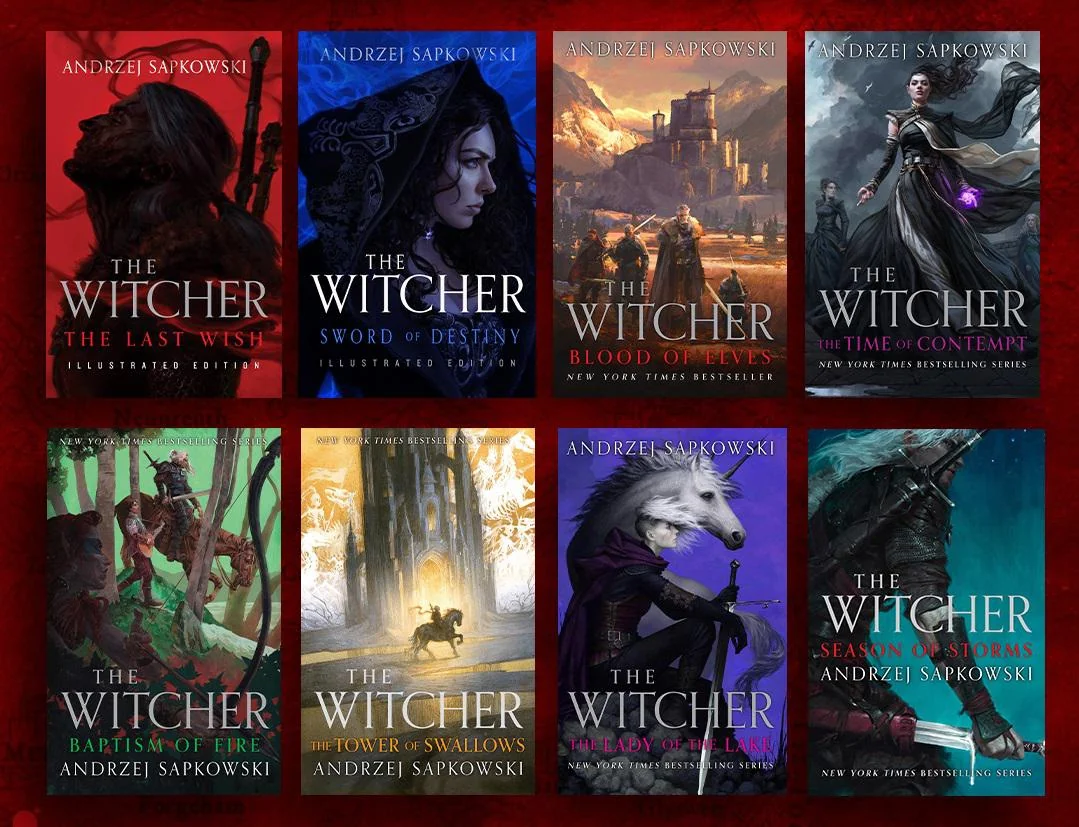 ANDRZEJ SAPKOWSKI
THE
WITCHER
THE LAST WISH
ILLUSTRATED EDITION
ANDRZEJ SAPKOWSKI
THE
WITCHER
SWORD OF DESTINY
ILLUSTRATED EDITION
ANDRZEJ SAPKOWSKI
THE
WITCHER
BLOOD OF ELVES
NEW YORK TIMES BESTSELLER
ANDRZEJ SAPKOWSKI
THE
WITCHER
THE TIME OF CONTEMPT
NEW YORK TIMES BESTSELLING SERIES
NEW YORK TIMES BESTSELLING SERIES
THE
WITCHER
BAPTISM OF FIRE
ANDRZEJ SAPKOWSKI
NEW YORK TIMES BESTSELLING SERIES
THE
WITCHER
THE TOWER OF SWALLOWS
ANDRZEJ SAPKOWSKI
ANDRZEJ SAPKOWSKI
THE
WITCHER
THE LADY OF THE LAKE
NEW YORK TIMES BESTSELLING SERIES
THE
WITCHER
SEASON OF STORMS
ANDRZEJ SAPKOWSKI
NEW YORK TIMES BESTSELLING SERIES